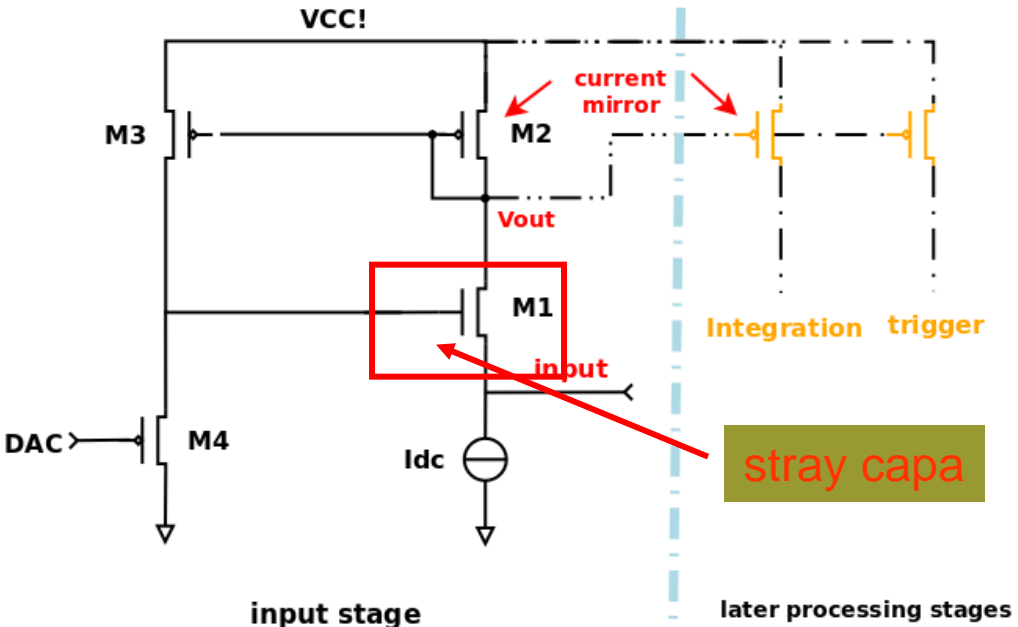 VCC!
current
mirror
M3
M2
Vout
M1
Integration
trigger
input
DAC
M4
Idc
stray capa
input stage
later processing stages